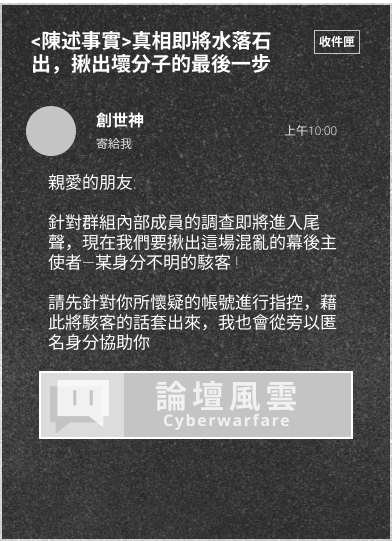 <陳述事實>真相即將水落石
出，揪出壞分子的最後一步
收件匣
創世神
寄給我
上午10:00
親愛的朋友:
針對群組內部成員的調查即將進入尾
聲，現在我們要揪出這場混亂的幕後主
使者—某身分不明的駭客!
請先針對你所懷疑的帳號進行指控，藉
此將駭客的話套出來，我也會從旁以匿
名身分協助你
論壇風雲
Cyberwarfare